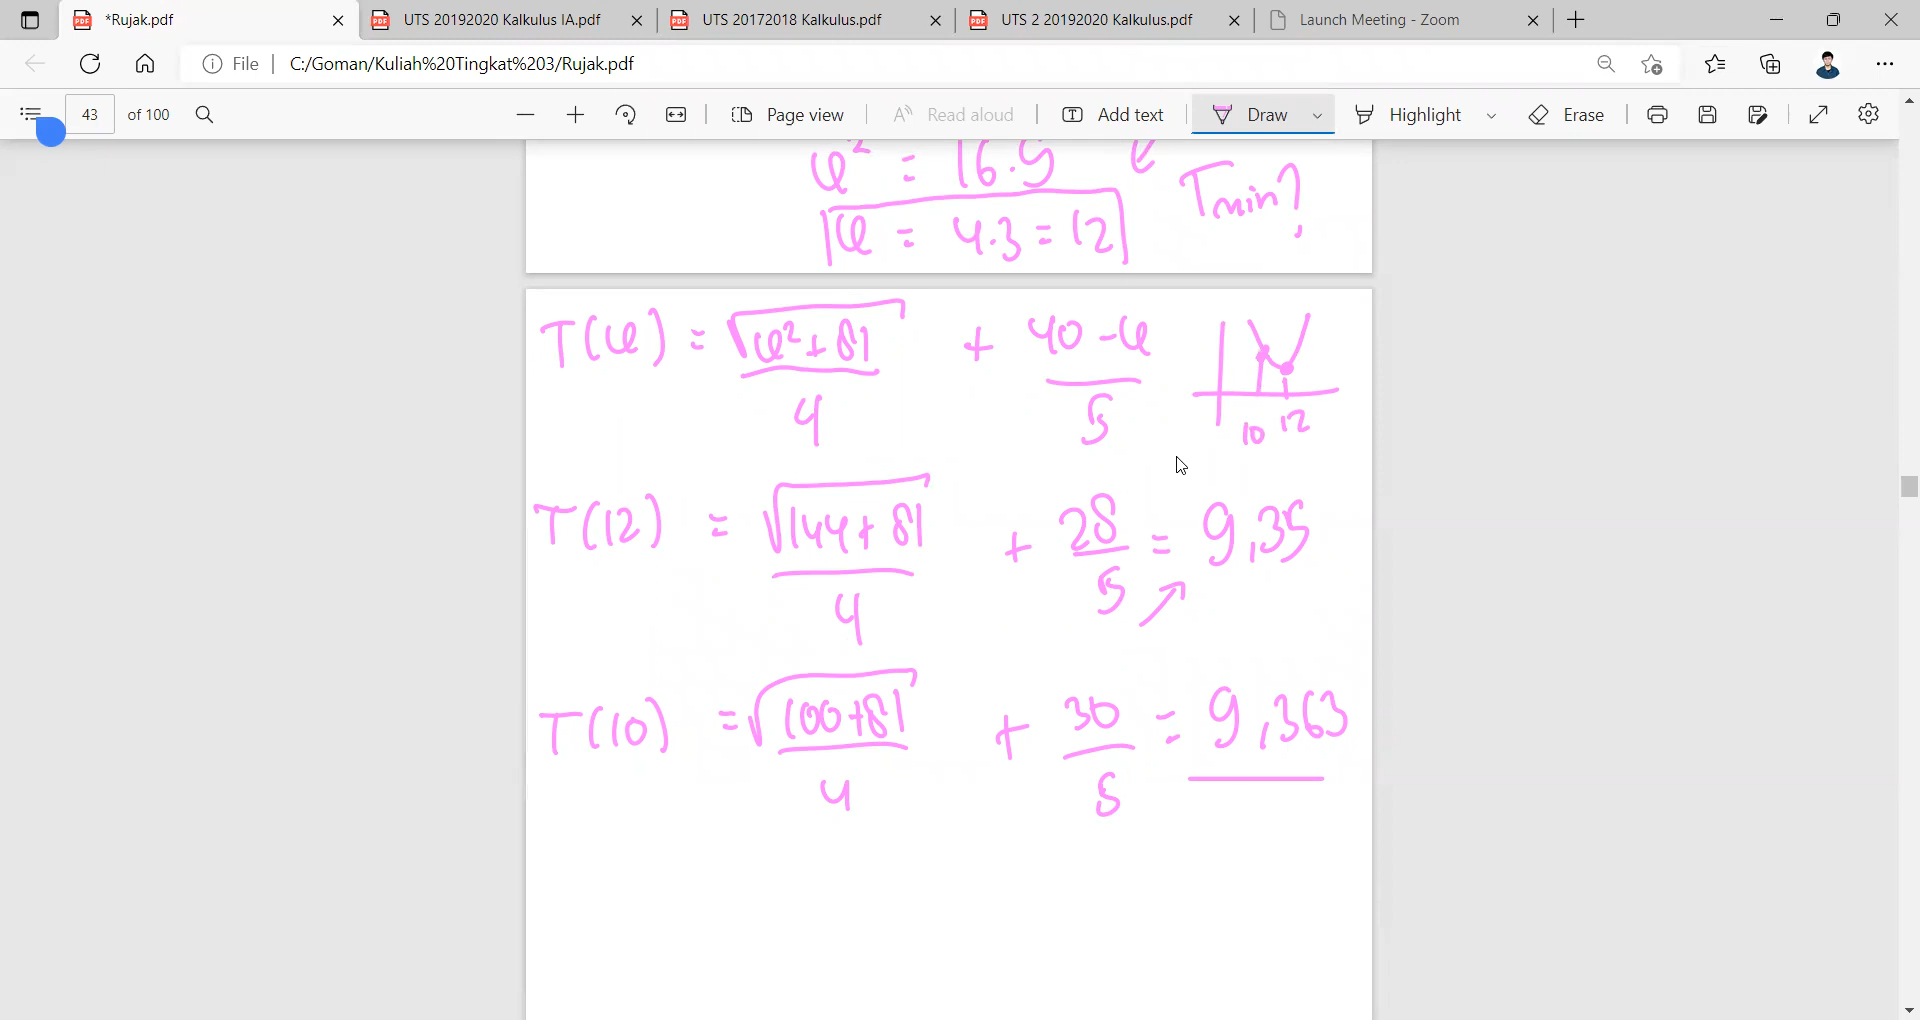 *Rujak.pdf
UTS 20192020 Kalkulus IA.pdf
UTS 20172018 Kalkulus.pdf
UTS 2 20192020 Kalkulus.pdf
Launch Meeting - Zoom
File
C:/Goman/Kuliah%20Tingkat%203/Rujak.pdf
43 of 100
Page view
Read aloud
Add text
Draw
Highlight
Erase
φ² = 16.9
φ = 4.3 = 12
Tmin?
T(φ) = √(φ²+81)/4 + (40-φ)/5
10 12
T(12) = √(144+81)/4 + 28/5 = 9,35
T(10) = √(100+81)/4 + 30/5 = 9,363